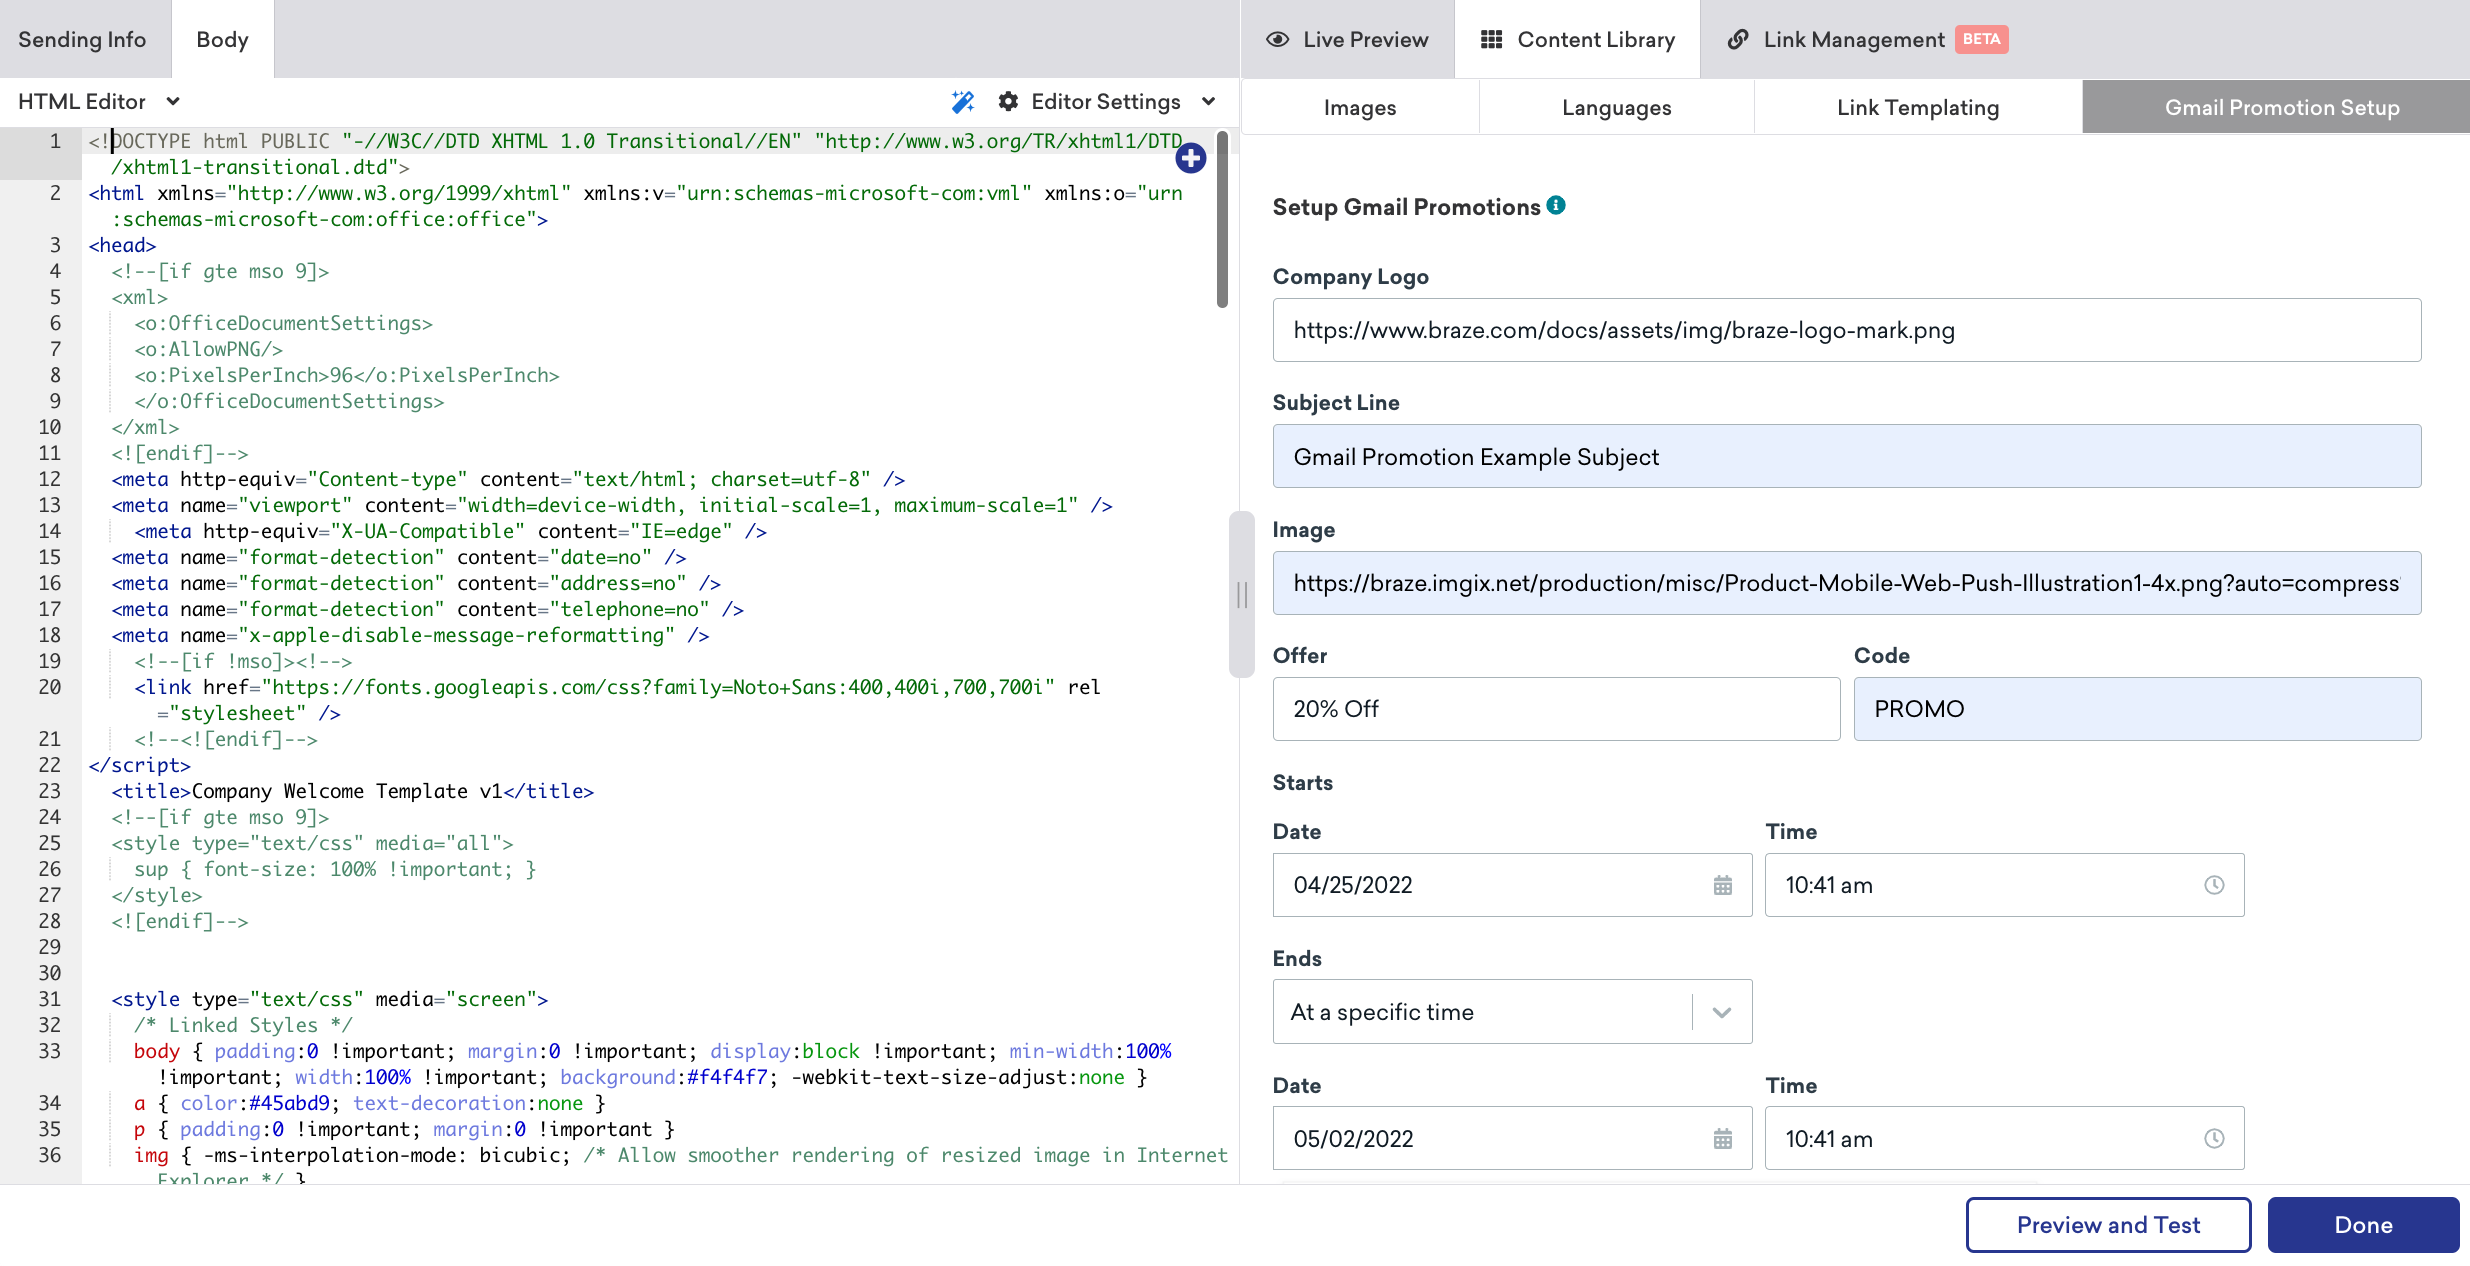 Sending Info
Body
Live Preview
Content Library
Link Management BETA
HTML Editor
Editor Settings
Images
Languages
Link Templating
Gmail Promotion Setup
1 <!DOCTYPE html PUBLIC "-//W3C//DTD XHTML 1.0 Transitional//EN" "http://www.w3.org/TR/xhtml1/DTD
/xhtml1-transitional.dtd">
2 <html xmlns="http://www.w3.org/1999/xhtml" xmlns:v="urn:schemas-microsoft-com:vml" xmlns:o="urn
:schemas-microsoft-com:office:office">
3 <head>
4 <!--[if gte mso 9]>
5 <xml>
6 <o:OfficeDocumentSettings>
7 <o:AllowPNG/>
8 <o:PixelsPerInch>96</o:PixelsPerInch>
9 </o:OfficeDocumentSettings>
10 </xml>
11 <![endif]-->
12 <meta http-equiv="Content-type" content="text/html; charset=utf-8" />
13 <meta name="viewport" content="width=device-width, initial-scale=1, maximum-scale=1" />
14 <meta http-equiv="X-UA-Compatible" content="IE=edge" />
15 <meta name="format-detection" content="date=no" />
16 <meta name="format-detection" content="address=no" />
17 <meta name="format-detection" content="telephone=no" />
18 <meta name="x-apple-disable-message-reformatting" />
19 <!--[if !mso]><!-->
20 <link href="https://fonts.googleapis.com/css?family=Noto+Sans:400,400i,700,700i" rel
="stylesheet" />
21 <!--<![endif]-->
22 </script>
23 <title>Company Welcome Template v1</title>
24 <!--[if gte mso 9]>
25 <style type="text/css" media="all">
26 sup { font-size: 100% !important; }
27 </style>
28 <![endif]-->
29
30
31 <style type="text/css" media="screen">
32 /* Linked Styles */
33 body { padding:0 !important; margin:0 !important; display:block !important; min-width:100%
!important; width:100% !important; background:#f4f4f7; -webkit-text-size-adjust:none }
34 a { color:#45abd9; text-decoration:none }
35 p { padding:0 !important; margin:0 !important }
36 img { -ms-interpolation-mode: bicubic; /* Allow smoother rendering of resized image in Internet
Explorer */ }
Setup Gmail Promotions
Company Logo
https://www.braze.com/docs/assets/img/braze-logo-mark.png
Subject Line
Gmail Promotion Example Subject
Image
https://braze.imgix.net/production/misc/Product-Mobile-Web-Push-Illustration1-4x.png?auto=compress
Offer
Code
20% Off
PROMO
Starts
Date
Time
04/25/2022
10:41 am
Ends
At a specific time
Date
Time
05/02/2022
10:41 am
Preview and Test
Done